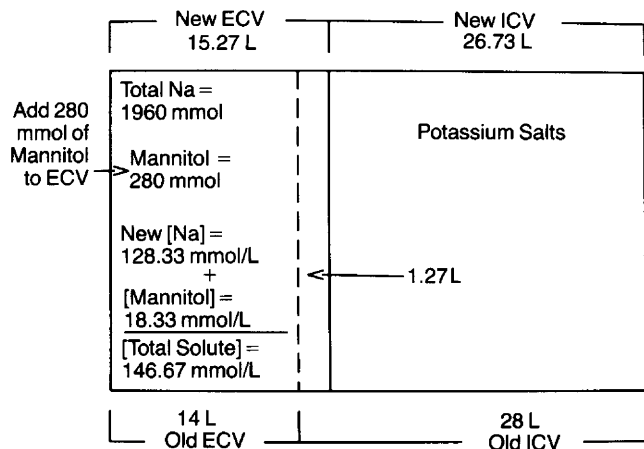 New ECV
15.27 L
New ICV
26.73 L
Add 280
mmol of
Mannitol
to ECV
Total Na =
1960 mmol
Mannitol =
280 mmol
New [Na] =
128.33 mmol/L
+
[Mannitol] =
18.33 mmol/L
[Total Solute] =
146.67 mmol/L
Potassium Salts
1.27 L
14 L
Old ECV
28 L
Old ICV